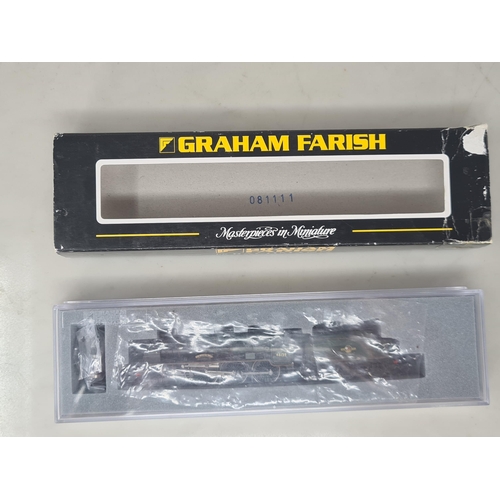 GRAHAM FARISH
081111
Masterpieces in Miniature